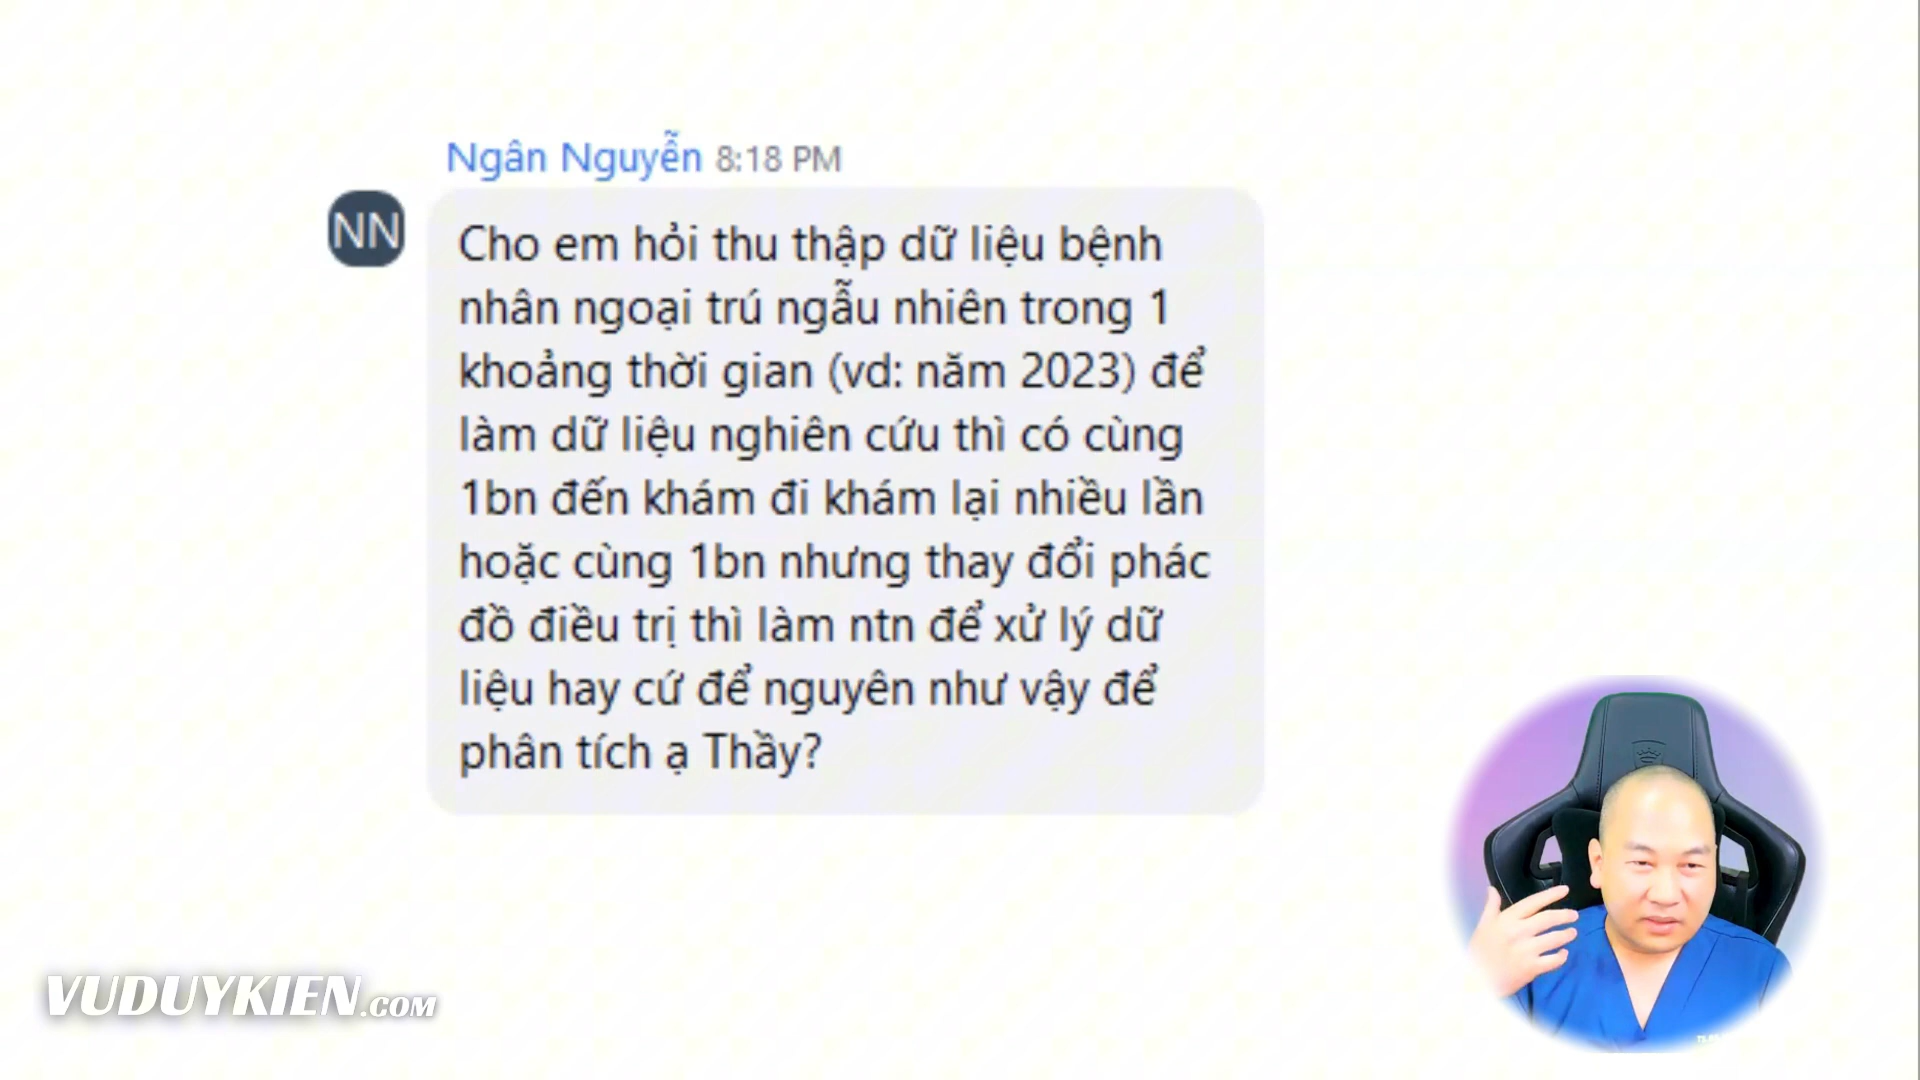 Ngân Nguyễn 8:18 PM
NN
Cho em hỏi thu thập dữ liệu bệnh
nhân ngoại trú ngẫu nhiên trong 1
khoảng thời gian (vd: năm 2023) để
làm dữ liệu nghiên cứu thì có cùng
1bn đến khám đi khám lại nhiều lần
hoặc cùng 1bn nhưng thay đổi phác
đồ điều trị thì làm ntn để xử lý dữ
liệu hay cứ để nguyên như vậy để
phân tích ạ Thầy?
VUDUYKIEN.COM